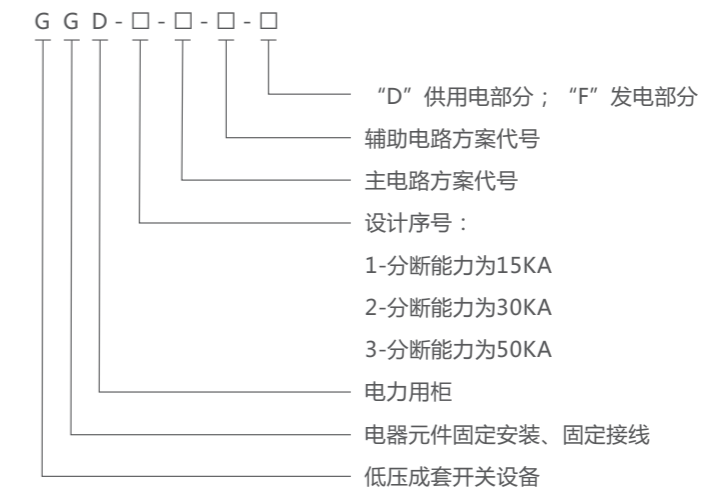 G G D - □ - □ - □ - □
“D”供用电部分；“F”发电部分
辅助电路方案代号
主电路方案代号
设计序号：
1-分断能力为15KA
2-分断能力为30KA
3-分断能力为50KA
电力用柜
电器元件固定安装、固定接线
低压成套开关设备